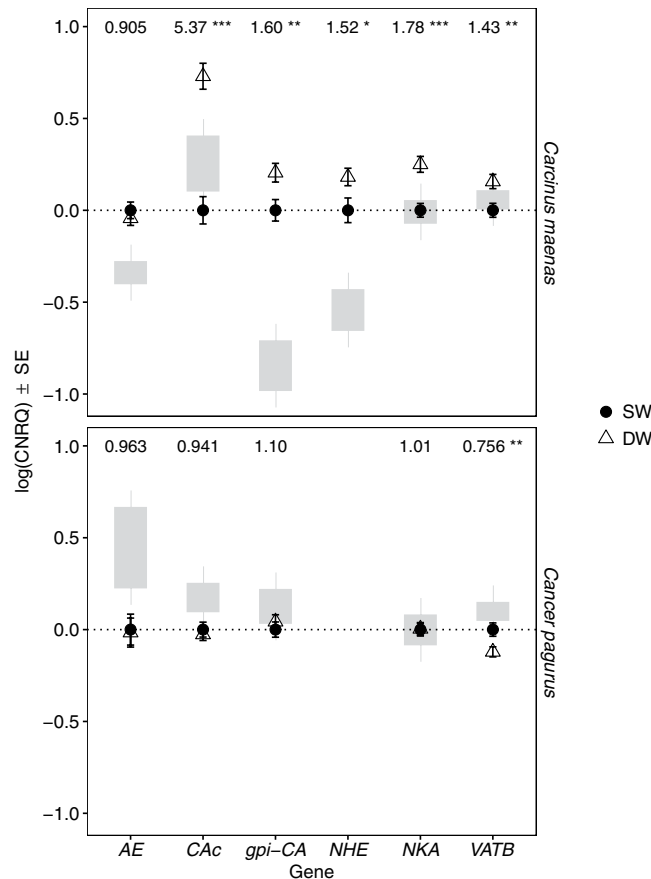 1.0
0.905 5.37 *** 1.60 ** 1.52 * 1.78 *** 1.43 **
0.5
0.0
−0.5
−1.0
Carcinus maenas
log(CNRQ) ± SE
SW
DW
1.0
0.963 0.941 1.10 1.01 0.756 **
0.5
0.0
−0.5
−1.0
Cancer pagurus
AE CAc gpi−CA NHE NKA VATB
Gene